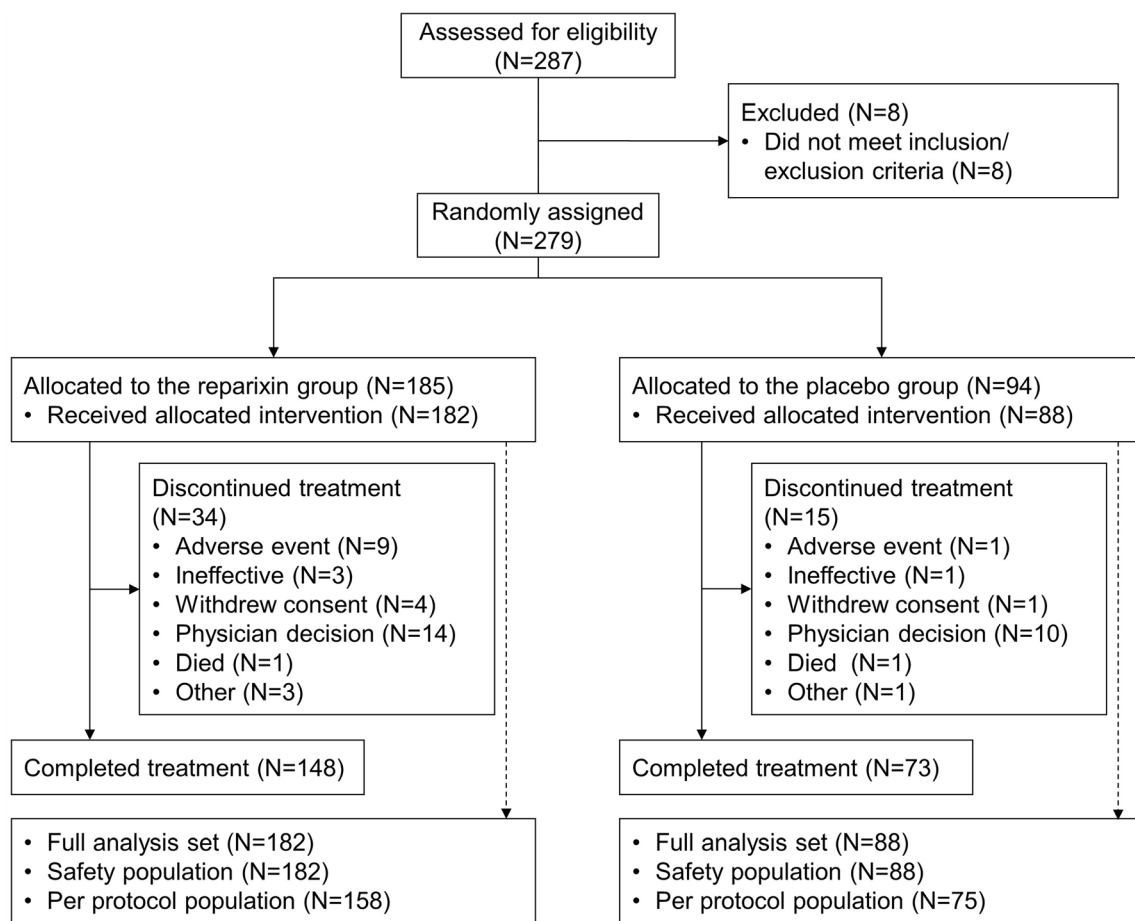 Assessed for eligibility
(N=287)
Excluded (N=8)
• Did not meet inclusion/
exclusion criteria (N=8)
Randomly assigned
(N=279)
Allocated to the reparixin group (N=185)
• Received allocated intervention (N=182)
Discontinued treatment
(N=34)
• Adverse event (N=9)
• Ineffective (N=3)
• Withdrew consent (N=4)
• Physician decision (N=14)
• Died (N=1)
• Other (N=3)
Completed treatment (N=148)
• Full analysis set (N=182)
• Safety population (N=182)
• Per protocol population (N=158)
Allocated to the placebo group (N=94)
• Received allocated intervention (N=88)
Discontinued treatment
(N=15)
• Adverse event (N=1)
• Ineffective (N=1)
• Withdrew consent (N=1)
• Physician decision (N=10)
• Died  (N=1)
• Other (N=1)
Completed treatment (N=73)
• Full analysis set (N=88)
• Safety population (N=88)
• Per protocol population (N=75)